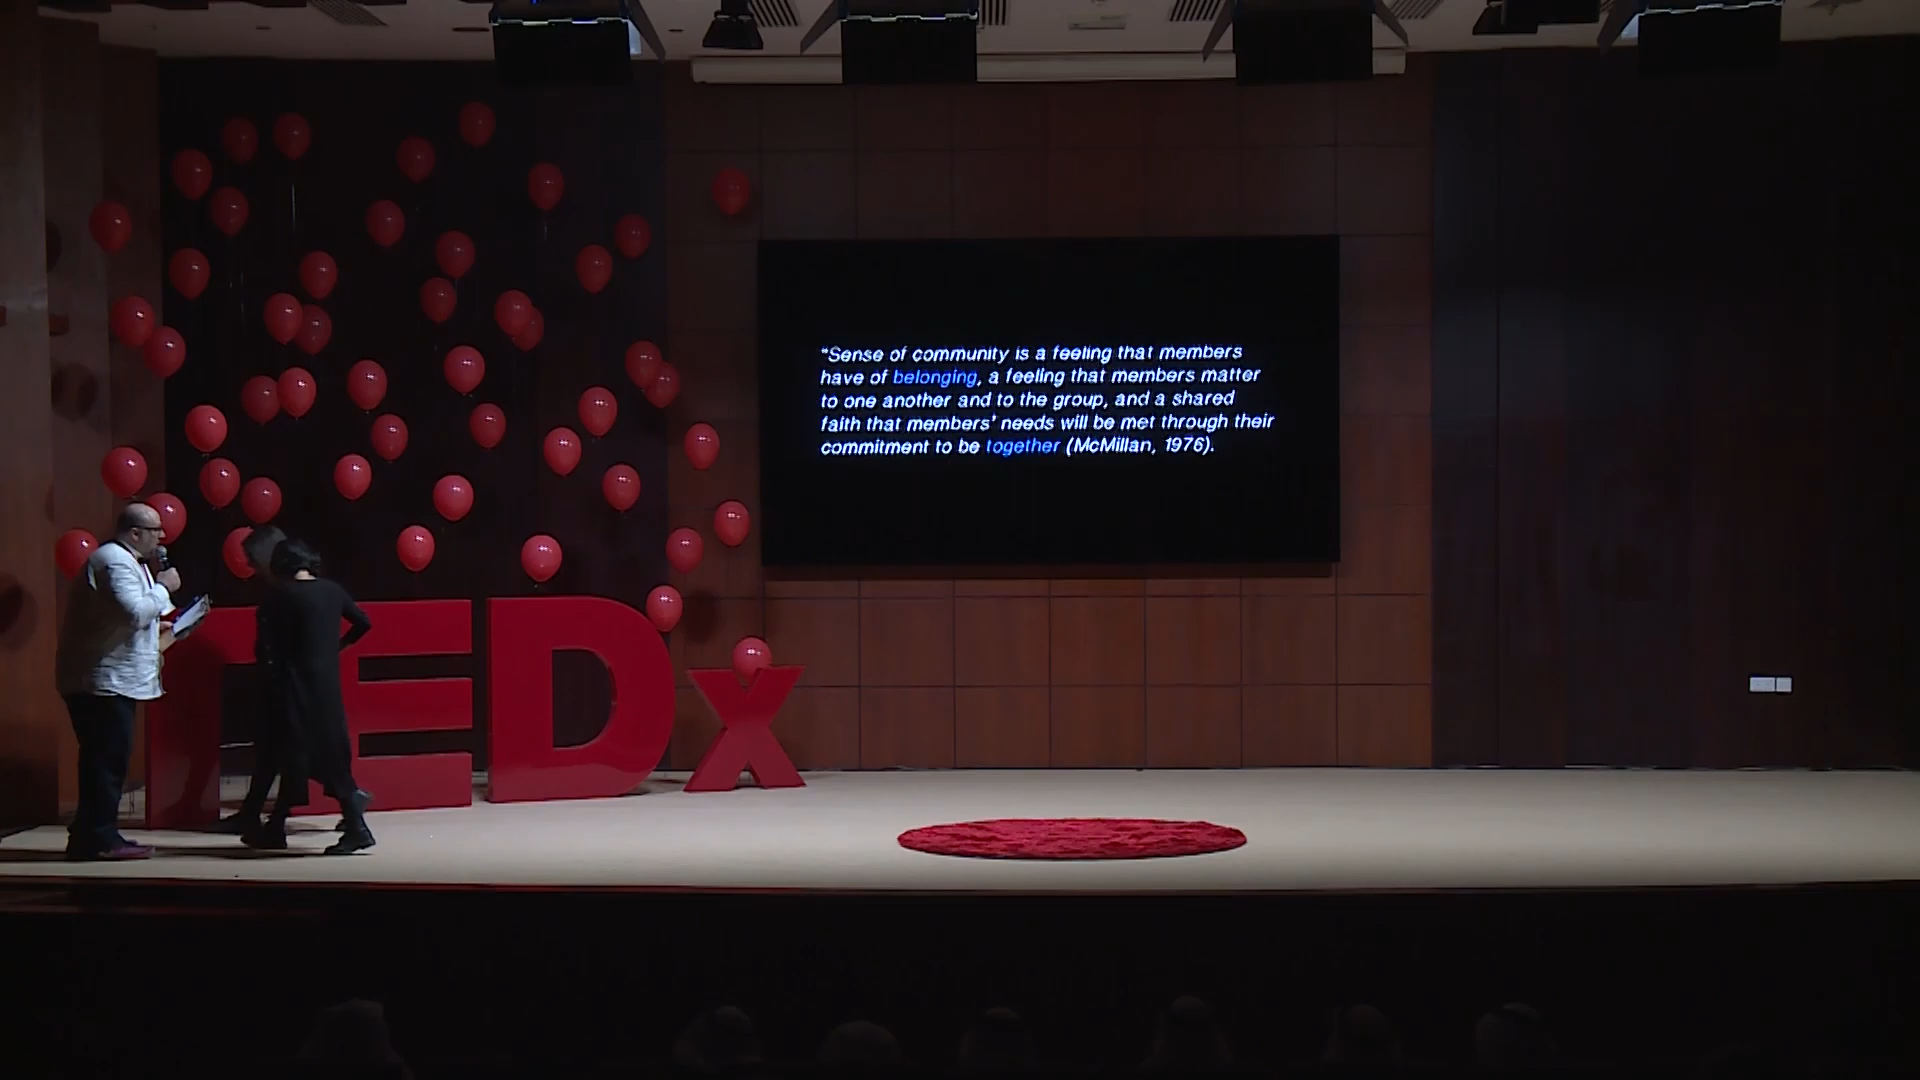 "Sense of community is a feeling that members
have of belonging, a feeling that members matter
to one another and to the group, and a shared
faith that members' needs will be met through their
commitment to be together (McMillan, 1976).
TEDx